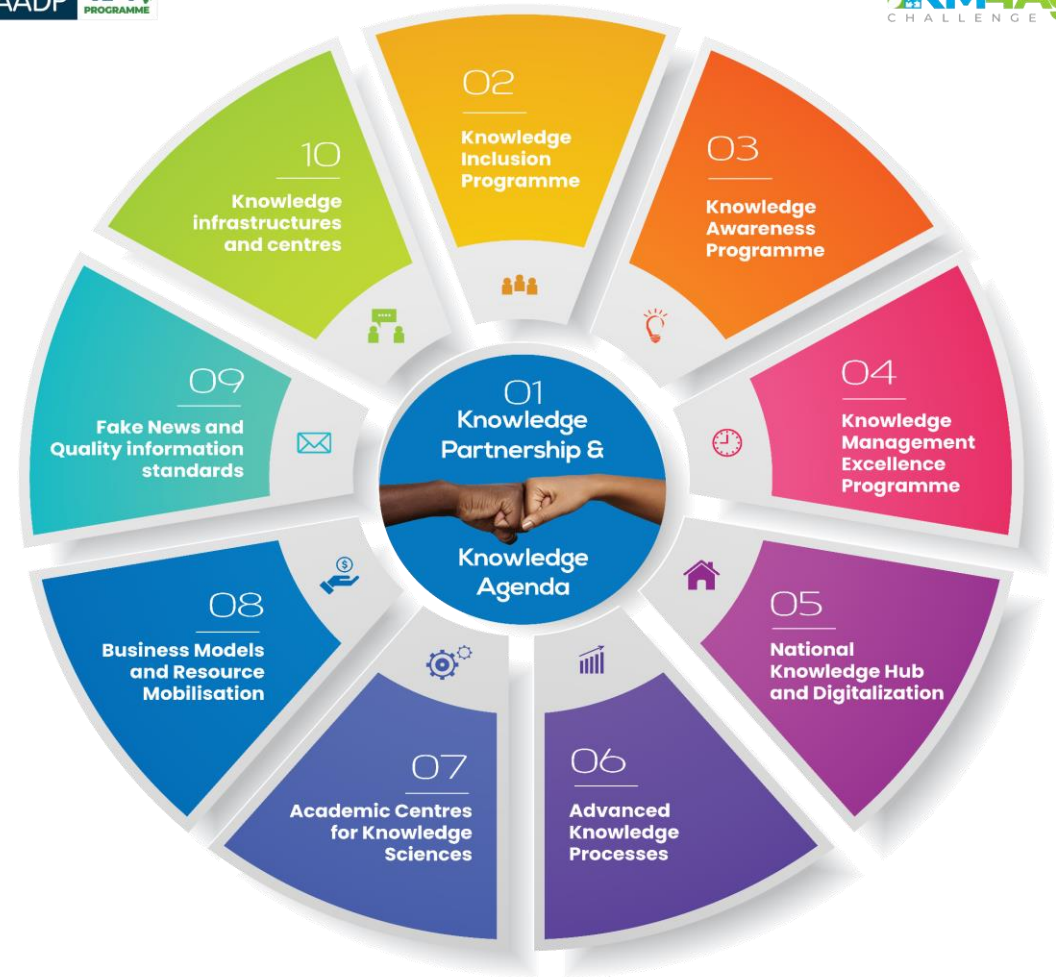 PROGRAMME
CHALLENGE
01
Knowledge
Partnership &
Knowledge
Agenda
02
Knowledge
Inclusion
Programme
03
Knowledge
Awareness
Programme
04
Knowledge
Management
Excellence
Programme
05
National
Knowledge Hub
and Digitalization
06
Advanced
Knowledge
Processes
07
Academic Centres
for Knowledge
Sciences
08
Business Models
and Resource
Mobilisation
09
Fake News and
Quality information
standards
10
Knowledge
infrastructures
and centres